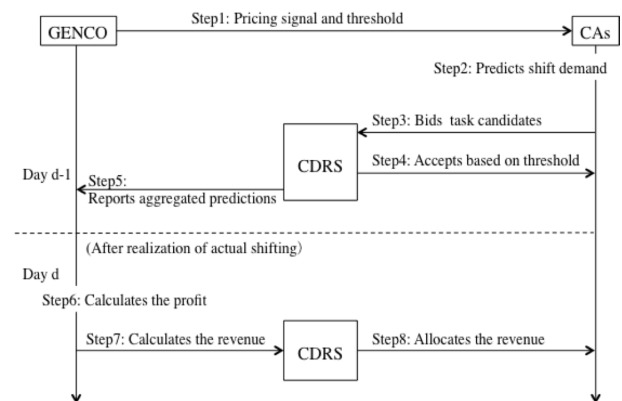 Step1: Pricing signal and threshold
GENCO
CAs
Step2: Predicts shift demand
Step3: Bids task candidates
CDRS
Step4: Accepts based on threshold
Day d-1
Step5:
Reports aggregated predictions
(After realization of actual shifting)
Day d
Step6: Calculates the profit
Step7: Calculates the revenue
CDRS
Step8: Allocates the revenue